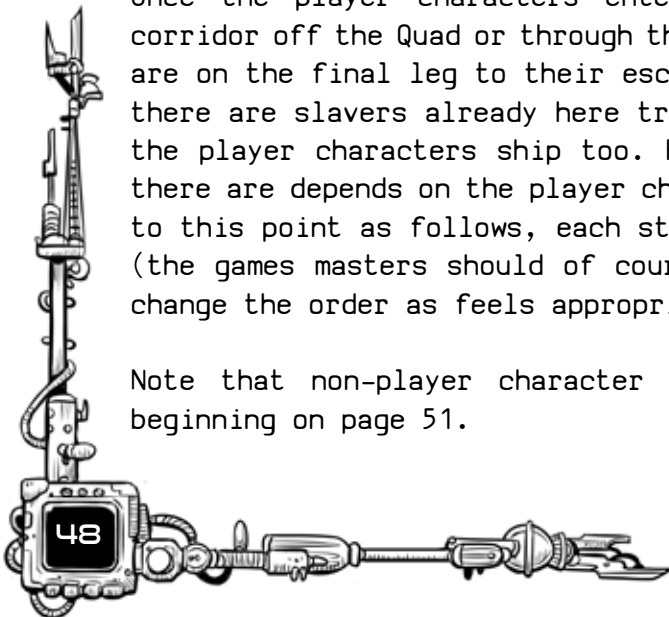 once the player characters ente
corridor off the Quad or through th
are on the final leg to their esc
there are slavers already here tr
the player characters ship too.
there are depends on the player ch
to this point as follows, each st
(the games masters should of cour
change the order as feels appropri
Note that non-player character
beginning on page 51.
48